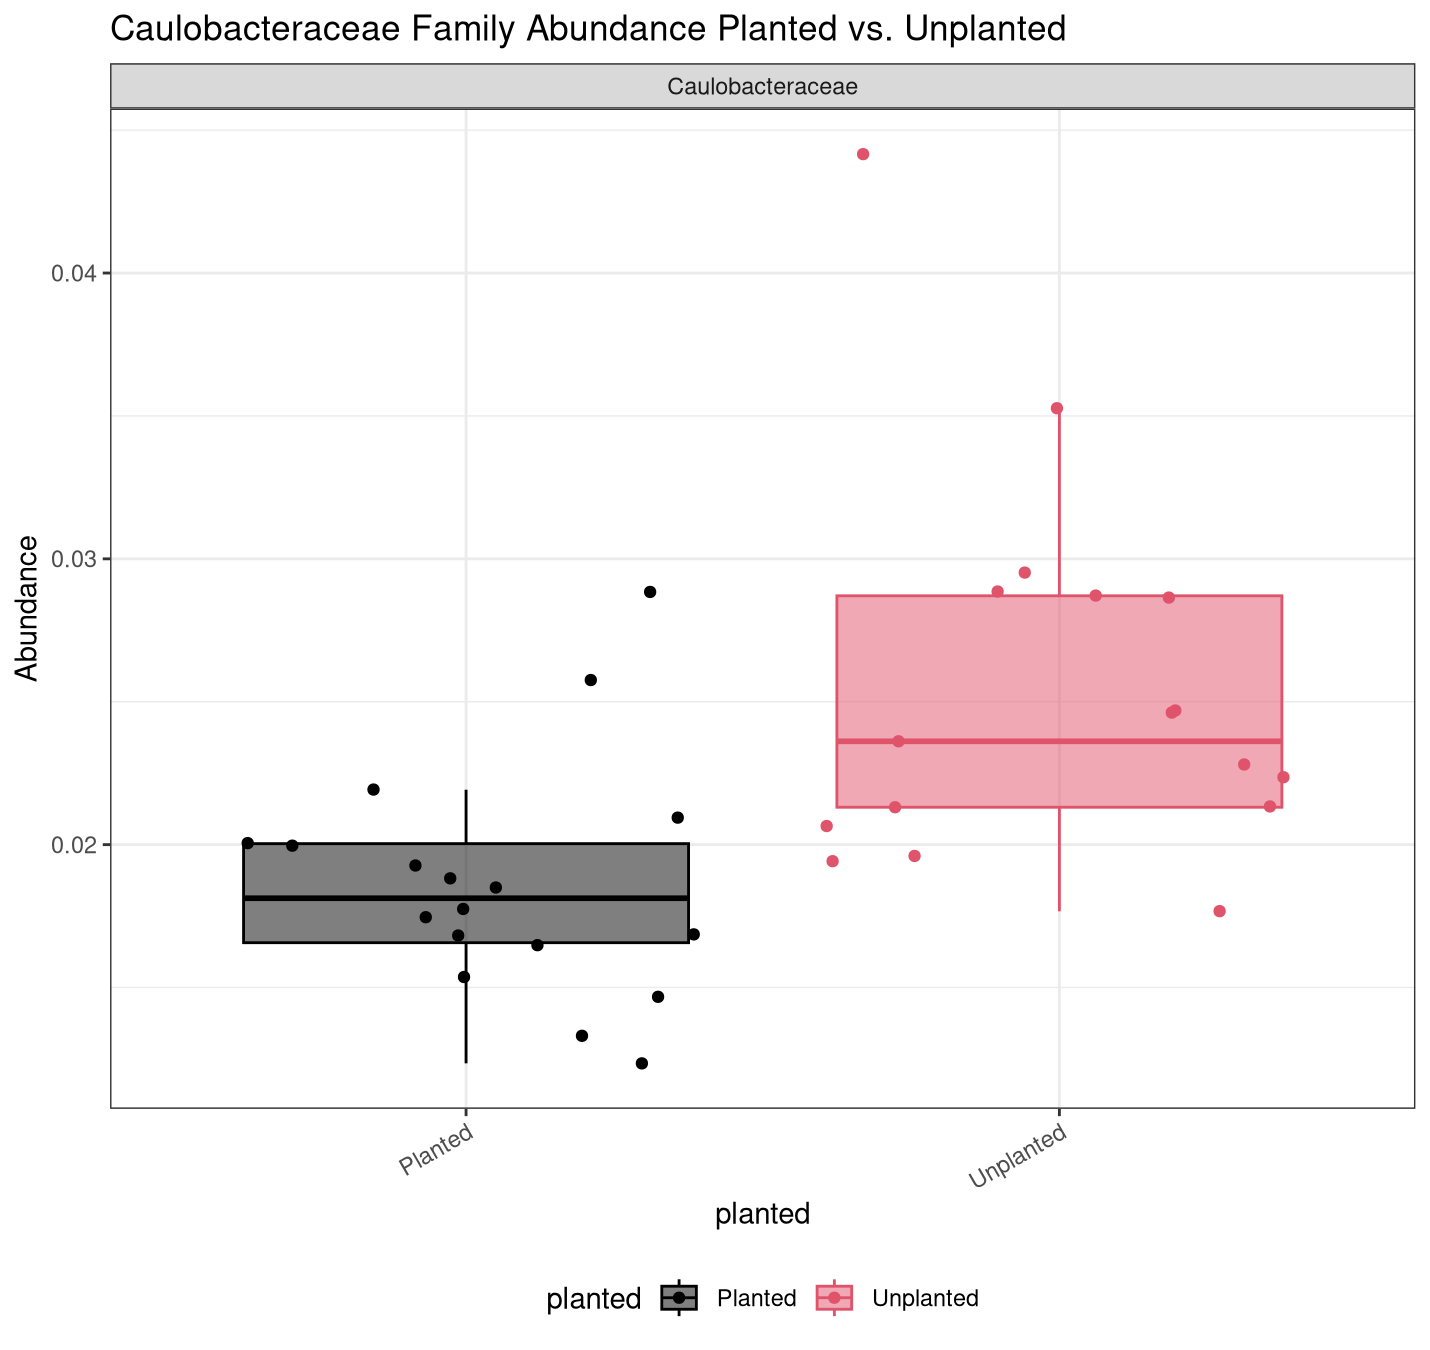 Caulobacteraceae Family Abundance Planted vs. Unplanted
Caulobacteraceae
0.04
0.03
0.02
Abundance
Planted
Unplanted
planted
planted Planted Unplanted